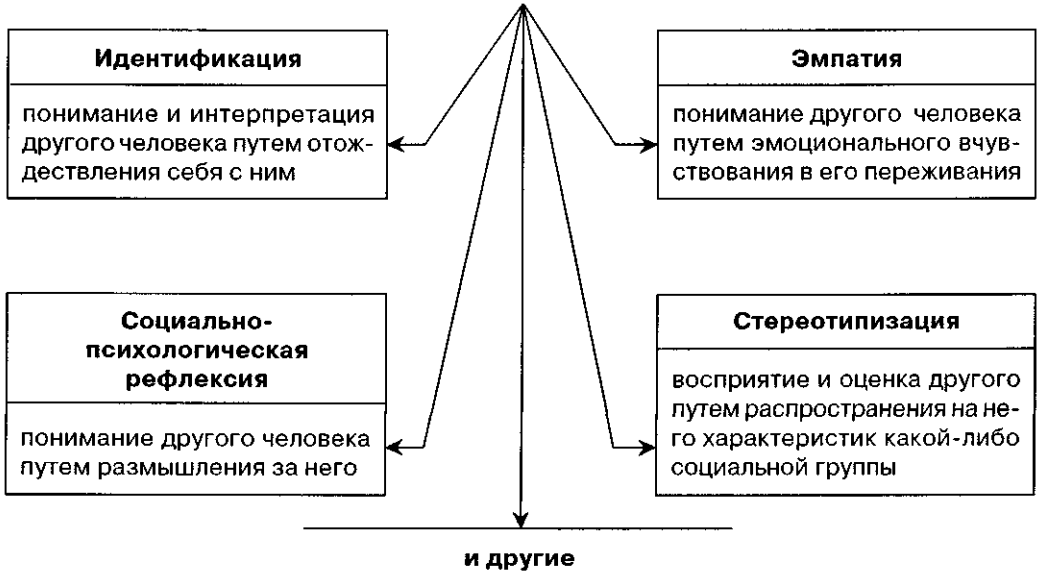 Идентификация
понимание и интерпретация
другого человека путем отож-
дествления себя с ним
Эмпатия
понимание другого человека
путем эмоционального вчув-
ствования в его переживания
Социально-
психологическая
рефлексия
понимание другого человека
путем размышления за него
Стереотипизация
восприятие и оценка другого
путем распространения на не-
го характеристик какой-либо
социальной группы
и другие